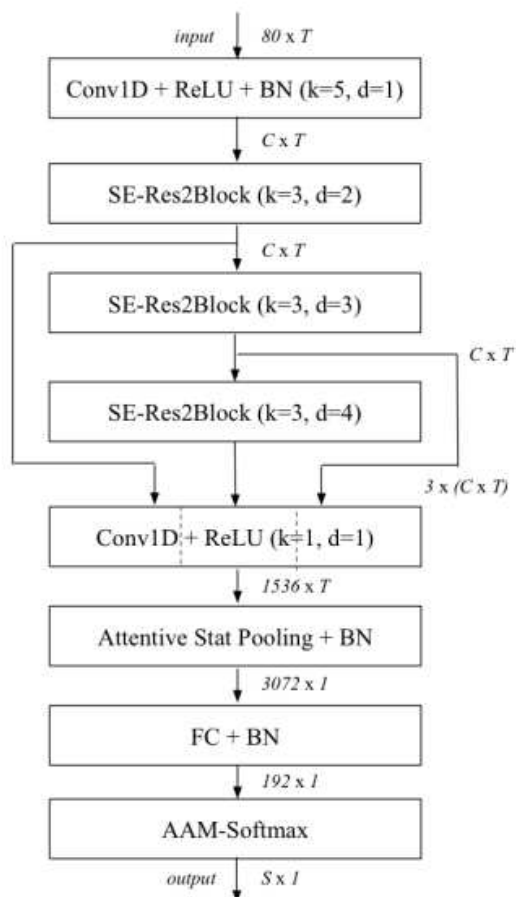 input 80 x T
Conv1D + ReLU + BN (k=5, d=1)
C x T
SE-Res2Block (k=3, d=2)
C x T
SE-Res2Block (k=3, d=3)
C x T
SE-Res2Block (k=3, d=4)
3 x (C x T)
Conv1D + ReLU (k=1, d=1)
1536 x T
Attentive Stat Pooling + BN
3072 x 1
FC + BN
192 x 1
AAM-Softmax
output S x 1